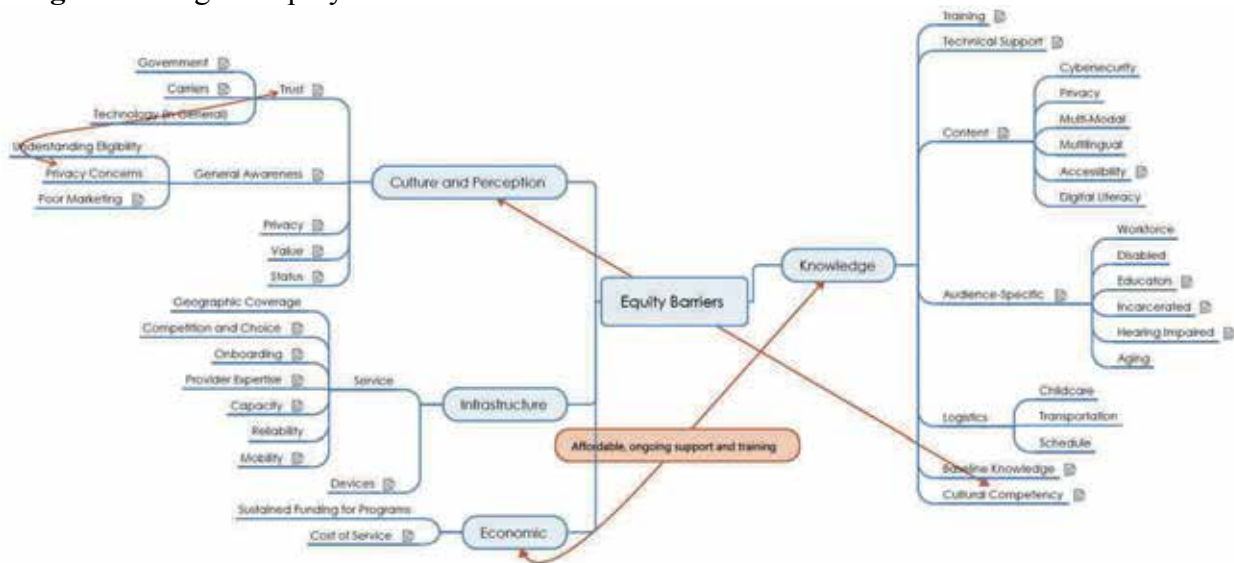 Training
Technical Support
Cybersecurity
Privacy
Multi-Modal
Multilingual
Accessibility
Digital Literacy
Content
Workforce
Disabled
Educators
Incarcerated
Hearing Impaired
Aging
Audience-Specific
Childcare
Transportation
Schedule
Logistics
Baseline Knowledge
Cultural Competency
Knowledge
Equity Barriers
Culture and Perception
Trust
Government
Carriers
Technology (in General)
General Awareness
Understanding Eligibility
Privacy Concerns
Poor Marketing
Privacy
Value
Status
Infrastructure
Service
Geographic Coverage
Competition and Choice
Onboarding
Provider Expertise
Capacity
Reliability
Mobility
Devices
Affordable, ongoing support and training
Economic
Sustained Funding for Programs
Cost of Service